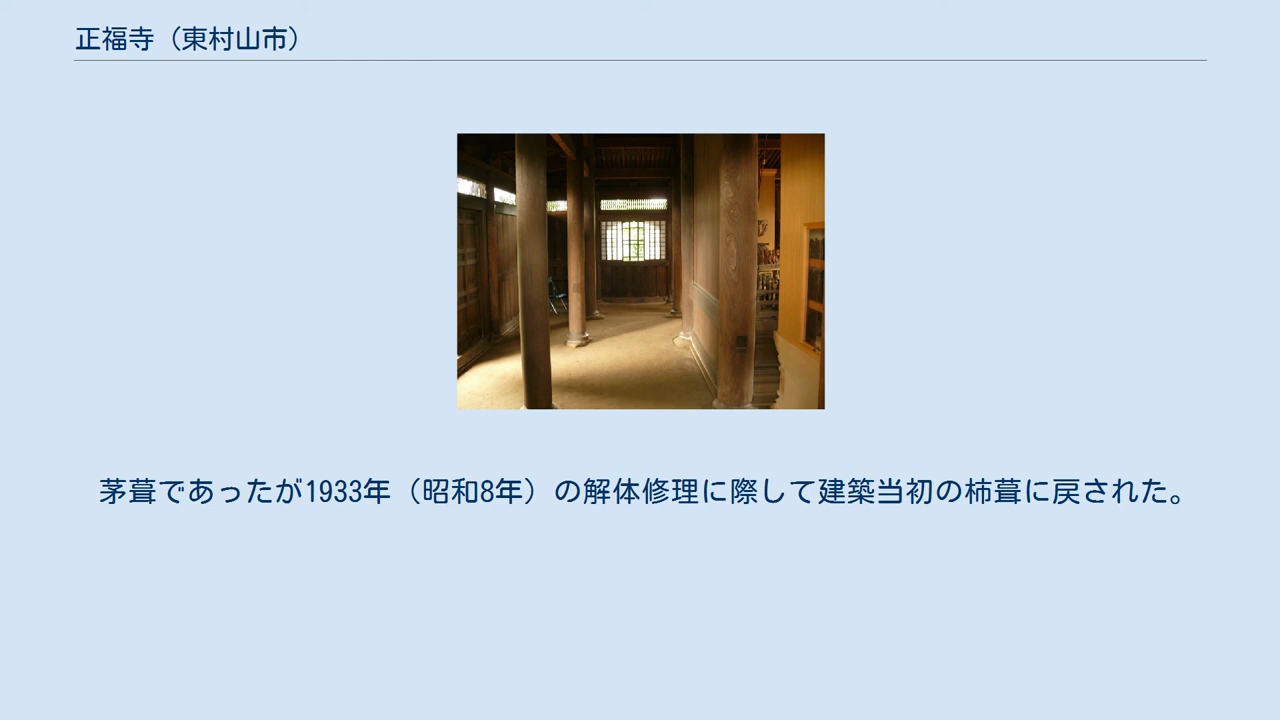 正福寺（東村山市）
茅葺であったが1933年（昭和8年）の解体修理に際して建築当初の柿葺に戻された。